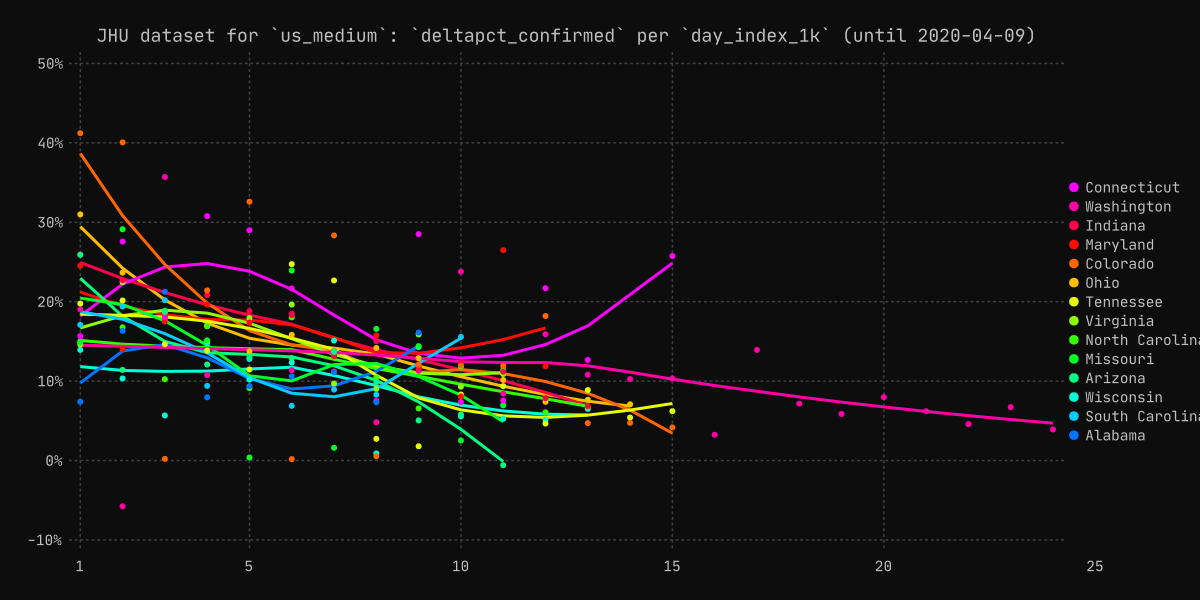 JHU dataset for `us_medium`: `deltapct_confirmed` per `day_index_1k` (until 2020-04-09)
50%
40%
30%
20%
10%
0%
-10%
1 5 10 15 20 25
Connecticut
Washington
Indiana
Maryland
Colorado
Ohio
Tennessee
Virginia
North Carolina
Missouri
Arizona
Wisconsin
South Carolina
Alabama